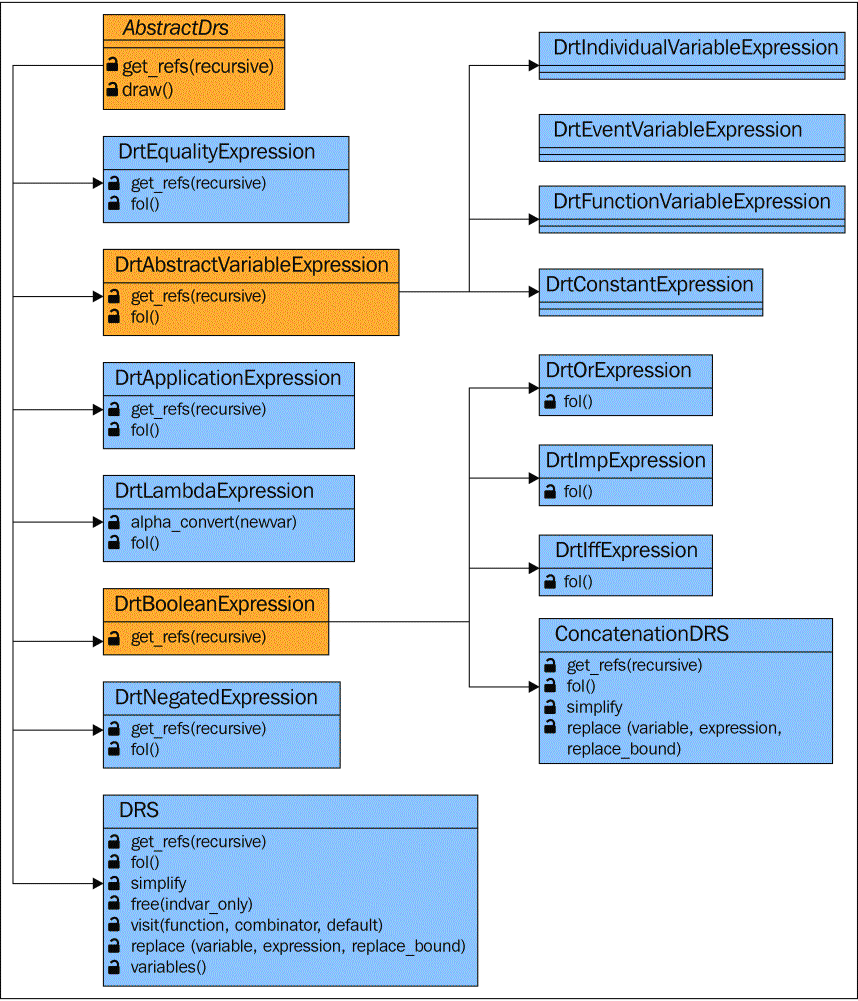 AbstractDrs
get_refs(recursive)
draw()
DrtEqualityExpression
get_refs(recursive)
fol()
DrtAbstractVariableExpression
get_refs(recursive)
fol()
DrtApplicationExpression
get_refs(recursive)
fol()
DrtLambdaExpression
alpha_convert(newvar)
fol()
DrtBooleanExpression
get_refs(recursive)
DrtNegatedExpression
get_refs(recursive)
fol()
DRS
get_refs(recursive)
fol()
simplify
free(indvar_only)
visit(function, combinator, default)
replace (variable, expression, replace_bound)
variables()
DrtIndividualVariableExpression
DrtEventVariableExpression
DrtFunctionVariableExpression
DrtConstantExpression
DrtOrExpression
fol()
DrtImpExpression
fol()
DrtIffExpression
fol()
ConcatenationDRS
get_refs(recursive)
fol()
simplify
replace (variable, expression,
replace_bound)